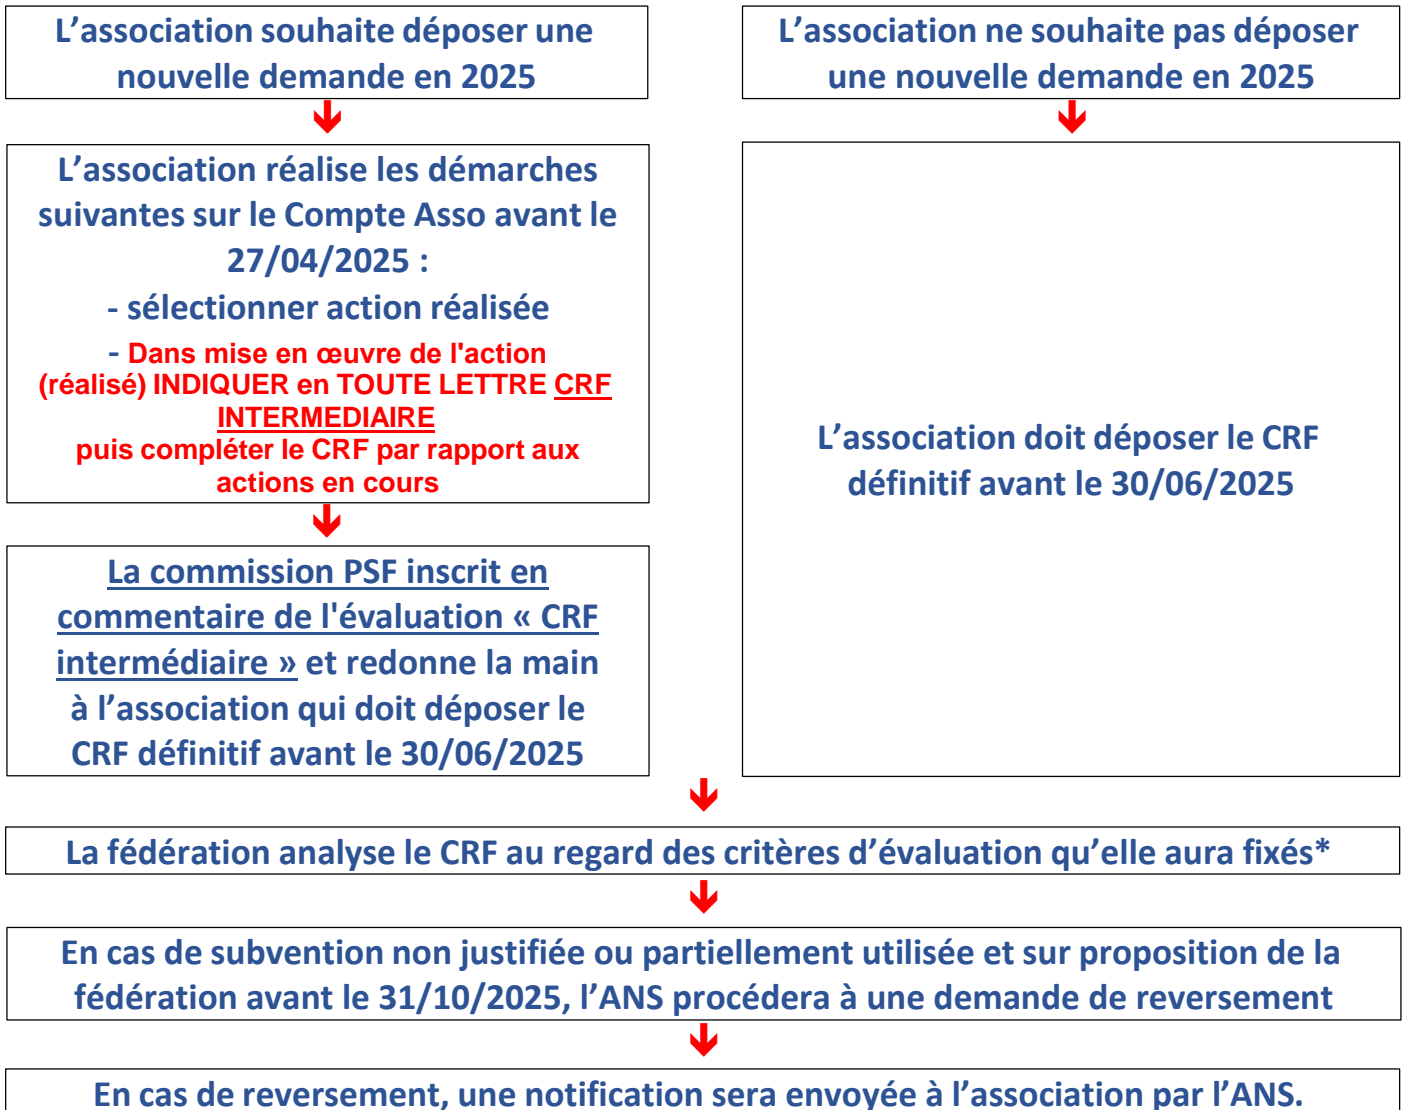 L’association souhaite déposer une
nouvelle demande en 2025
L’association réalise les démarches
suivantes sur le Compte Asso avant le
27/04/2025 :
- sélectionner action réalisée
- Dans mise en œuvre de l'action
(réalisé) INDIQUER en TOUTE LETTRE CRF
INTERMEDIAIRE
puis compléter le CRF par rapport aux
actions en cours
La commission PSF inscrit en
commentaire de l'évaluation « CRF
intermédiaire » et redonne la main
à l’association qui doit déposer le
CRF définitif avant le 30/06/2025
L’association ne souhaite pas déposer
une nouvelle demande en 2025
L’association doit déposer le CRF
définitif avant le 30/06/2025
La fédération analyse le CRF au regard des critères d’évaluation qu’elle aura fixés*
En cas de subvention non justifiée ou partiellement utilisée et sur proposition de la
fédération avant le 31/10/2025, l’ANS procédera à une demande de reversement
En cas de reversement, une notification sera envoyée à l’association par l’ANS.